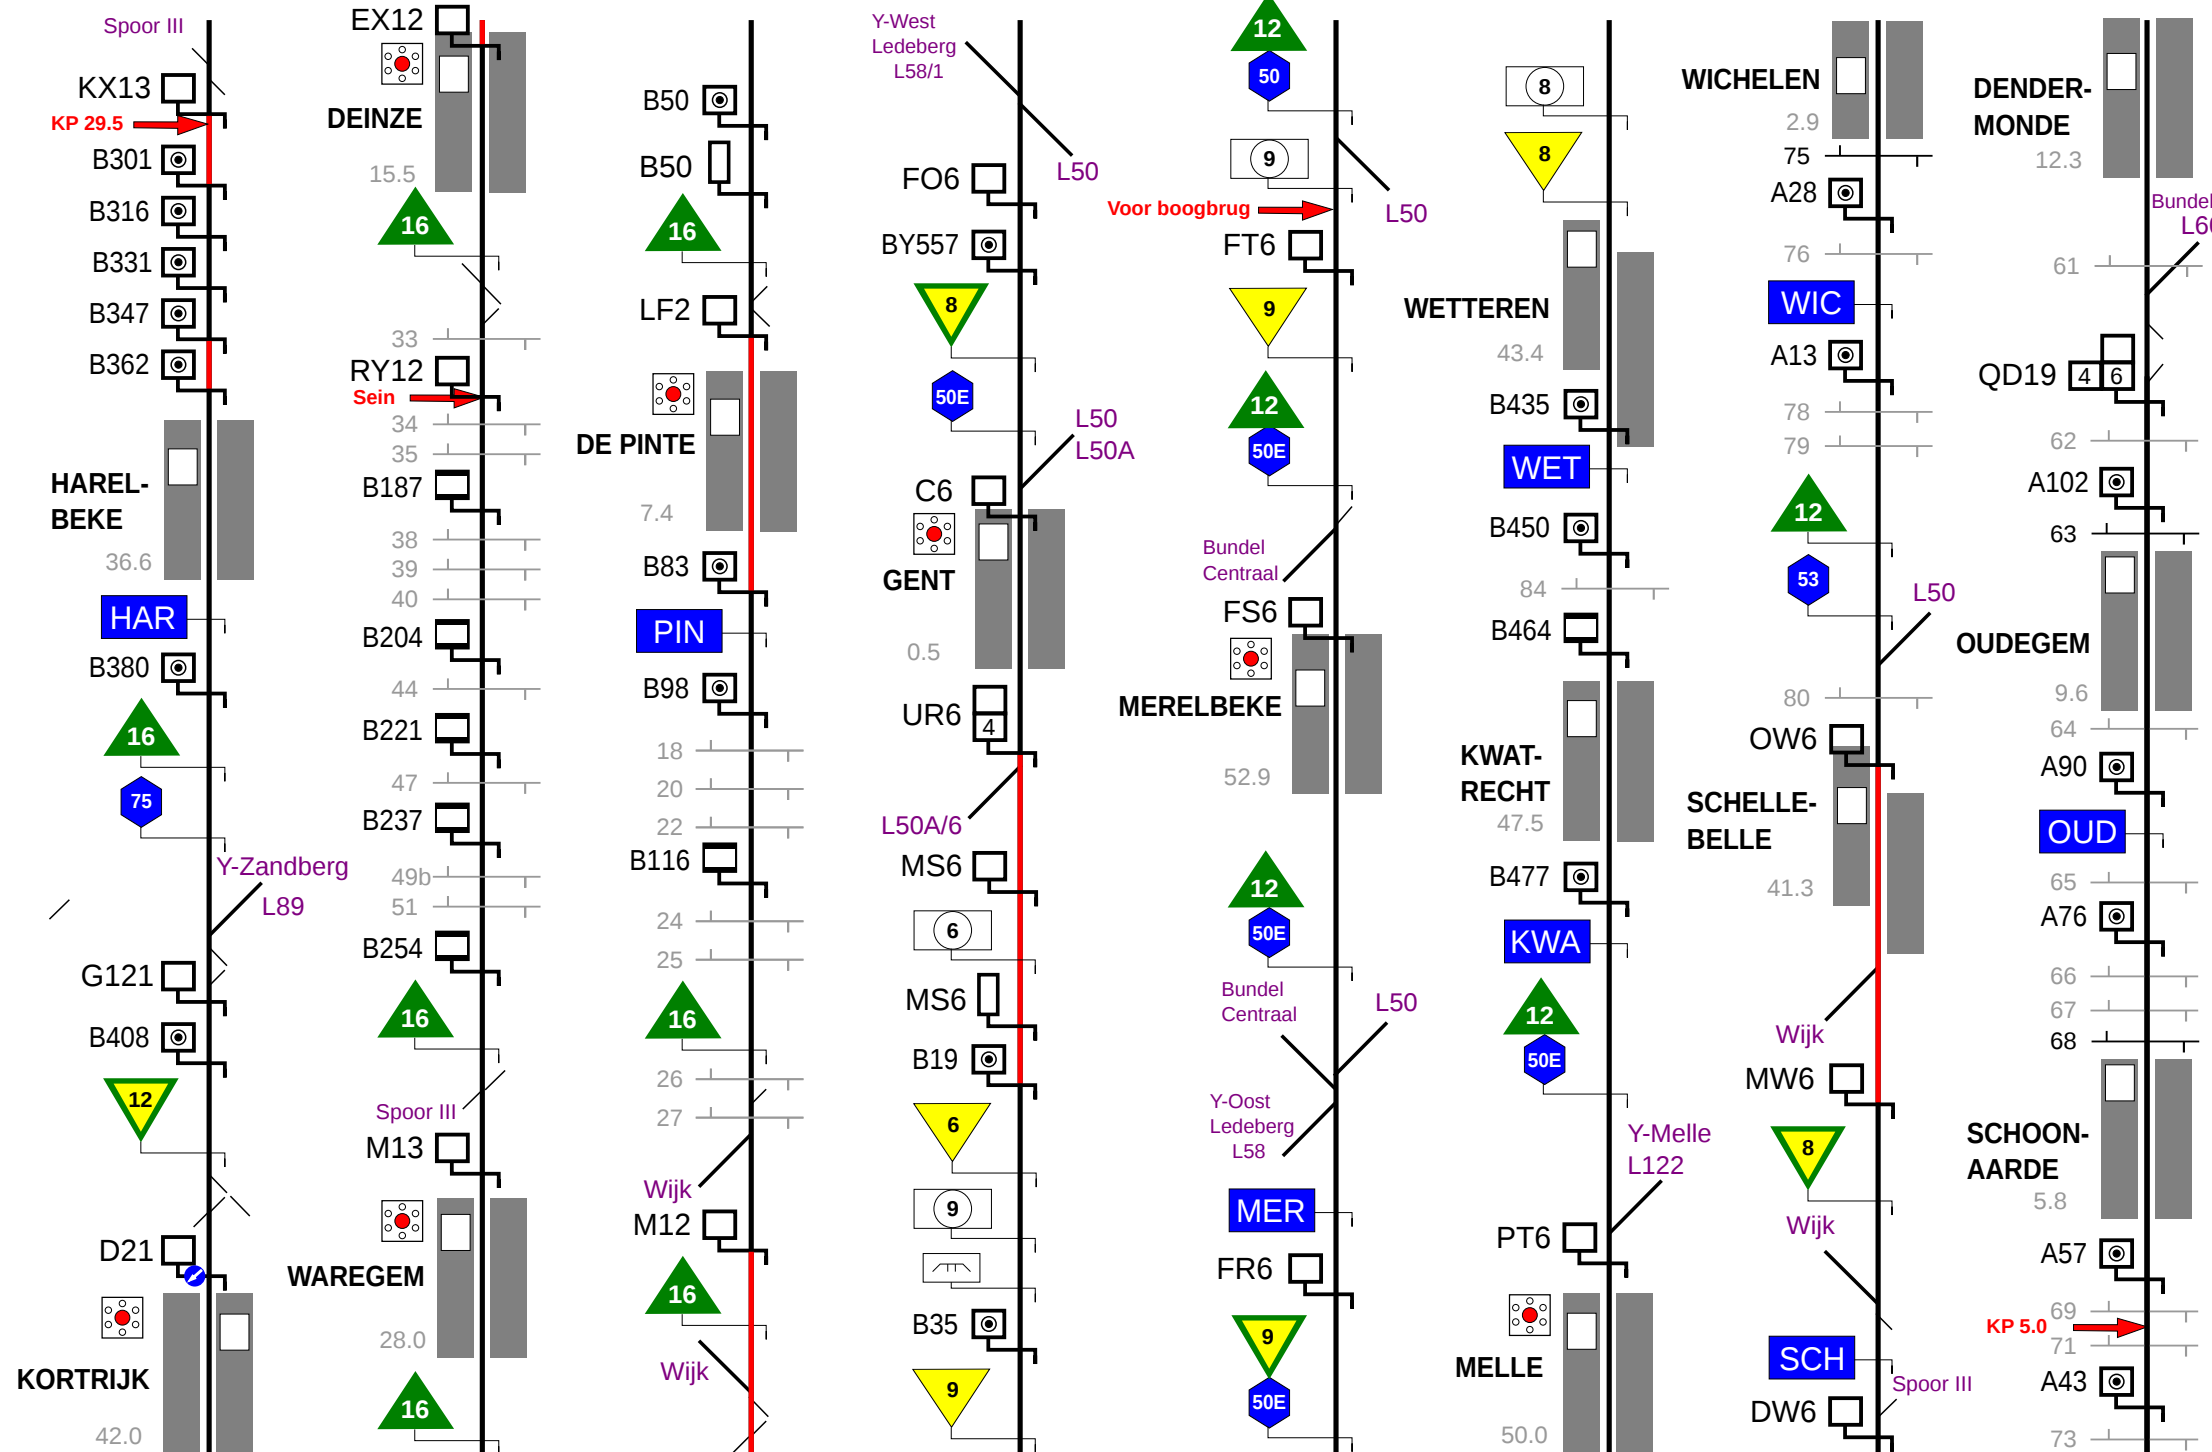 Spoor III
KX13
KP 29.5
B301
B316
B331
B347
B362
HAREL-
BEKE
36.6
HAR
B380
16
75
Y-Zandberg
L89
G121
B408
12
D21
KORTRIJK
42.0
EX12
DEINZE
15.5
16
33
RY12
Sein
34
35
B187
38
39
40
B204
44
B221
47
B237
49b
51
B254
16
Spoor III
M13
WAREGEM
28.0
16
B50
B50
16
LF2
DE PINTE
7.4
B83
PIN
B98
18
20
22
B116
24
25
16
26
27
Wijk
M12
16
Wijk
Y-West
Ledeberg
L58/1
L50
FO6
BY557
8
50E
L50
L50A
C6
GENT
0.5
UR6
4
L50A/6
MS6
6
MS6
B19
6
9
B35
9
12
50
9
L50
Voor boogbrug
FT6
9
12
50E
Bundel
Centraal
FS6
MERELBEKE
52.9
12
50E
Bundel
Centraal
L50
Y-Oost
Ledeberg
L58
MER
FR6
9
50E
8
8
WETTEREN
43.4
B435
WET
B450
84
B464
KWAT-
RECHT
47.5
B477
KWA
12
50E
Y-Melle
L122
PT6
MELLE
50.0
WICHELEN
2.9
75
A28
76
WIC
A13
78
79
12
53
L50
80
OW6
SCHELLE-
BELLE
41.3
Wijk
MW6
8
Wijk
SCH
Spoor III
DW6
DENDER-
MONDE
12.3
Bundel
61
QD19
4 6
62
A102
63
OUDEGEM
9.6
64
A90
OUD
65
A76
66
67
68
SCHOON-
AARDE
5.8
A57
69
KP 5.0
71
A43
73